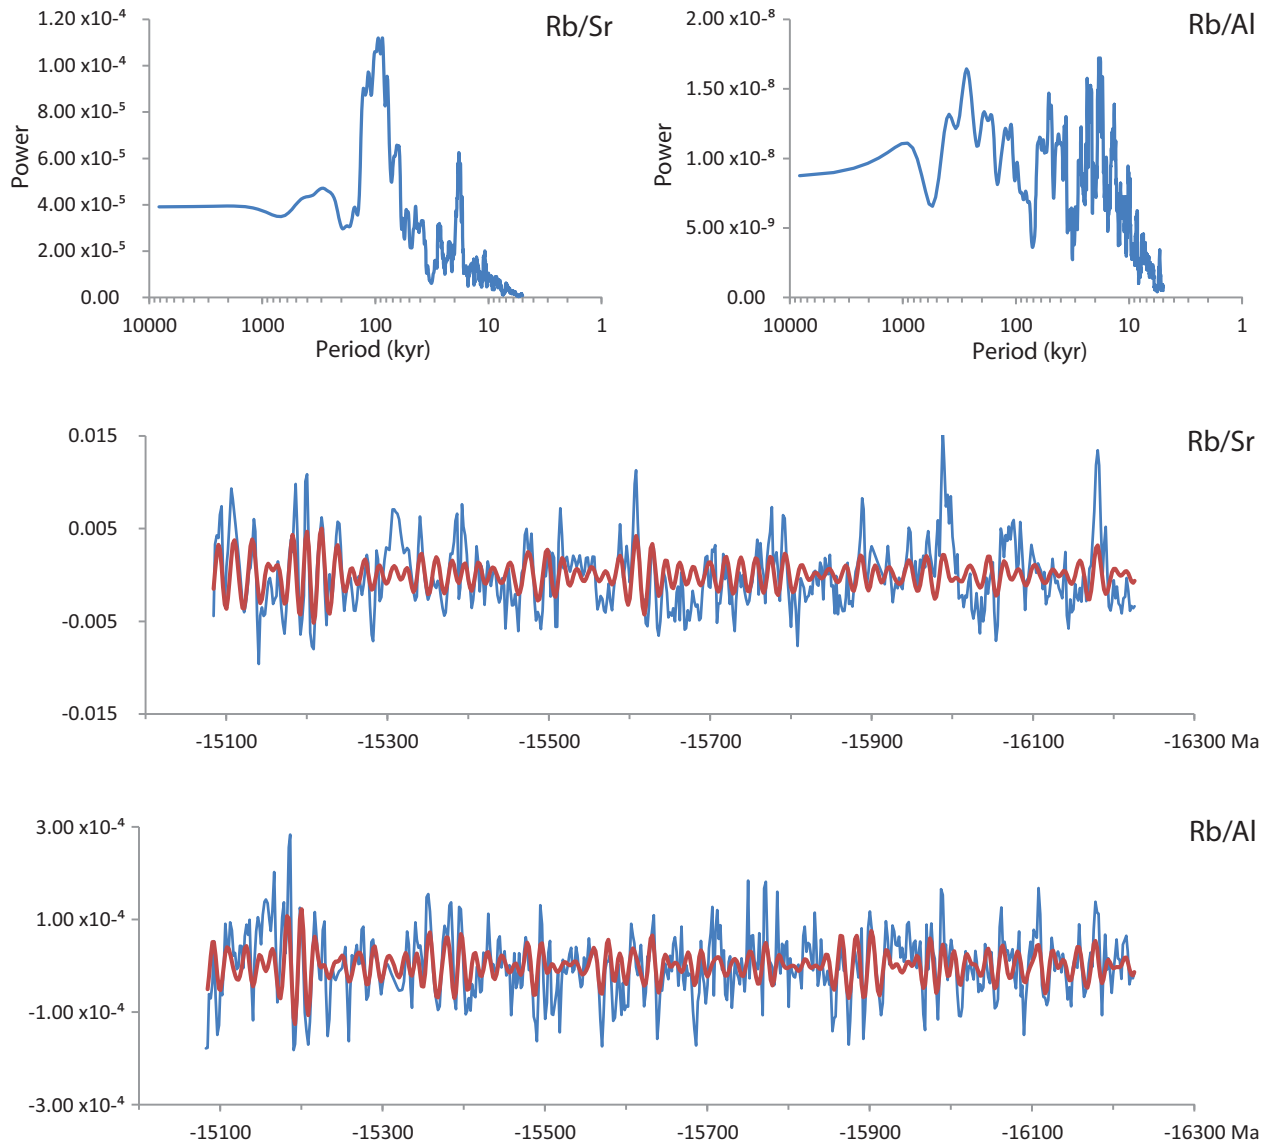 1.20 x10-⁴
Rb/Sr
1.00 x10-⁴
8.00 x10-⁵
6.00 x10-⁵
4.00 x10-⁵
2.00 x10-⁵
0.00
Power
10000 1000 100 10 1
Period (kyr)
2.00 x10-⁸
Rb/Al
1.50 x10-⁸
1.00 x10-⁸
5.00 x10-⁹
0.00
Power
10000 1000 100 10 1
Period (kyr)
0.015
Rb/Sr
0.005
-0.005
-0.015
-15100 -15300 -15500 -15700 -15900 -16100 -16300 Ma
3.00 x10-⁴
Rb/Al
1.00 x10-⁴
-1.00 x10-⁴
-3.00 x10-⁴
-15100 -15300 -15500 -15700 -15900 -16100 -16300 Ma